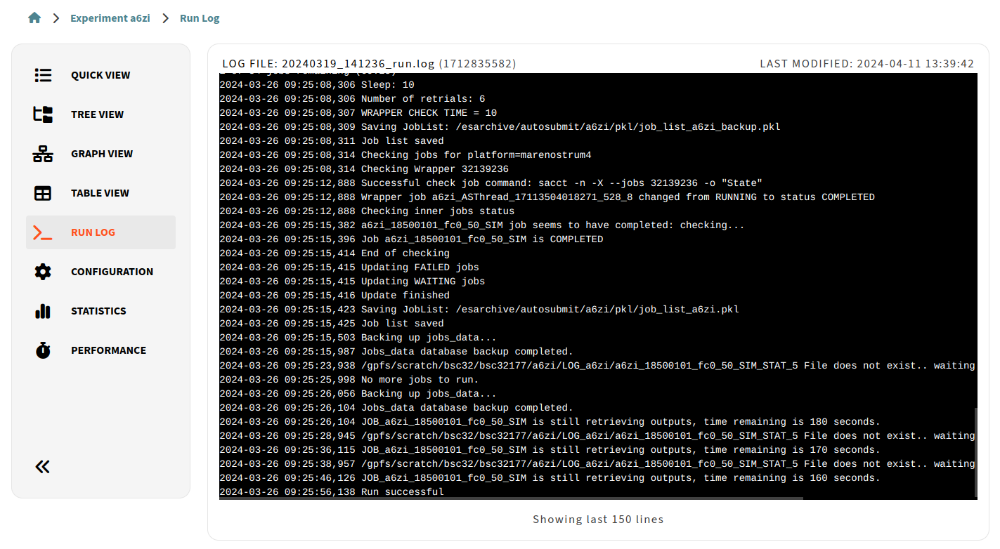 Experiment a6zi Run Log
QUICK VIEW
TREE VIEW
GRAPH VIEW
TABLE VIEW
RUN LOG
CONFIGURATION
STATISTICS
PERFORMANCE
LOG FILE: 20240319_141236_run.log (1712835582) LAST MODIFIED: 2024-04-11 13:39:42
2024-03-26 09:25:08,306 Sleep: 10
2024-03-26 09:25:08,306 Number of retrials: 6
2024-03-26 09:25:08,307 WRAPPER CHECK TIME = 10
2024-03-26 09:25:08,309 Saving JobList: /esarchive/autosubmit/a6zi/pkl/job_list_a6zi_backup.pkl
2024-03-26 09:25:08,311 Job list saved
2024-03-26 09:25:08,314 Checking jobs for platform=marenostrum4
2024-03-26 09:25:08,314 Checking Wrapper 32139236
2024-03-26 09:25:12,888 Successful check job command: sacct -n -X --jobs 32139236 -o "State"
2024-03-26 09:25:12,888 Wrapper job a6zi_ASThread_17113504018271_528_8 changed from RUNNING to status COMPLETED
2024-03-26 09:25:12,888 Checking inner jobs status
2024-03-26 09:25:15,382 a6zi_18500101_fc0_50_SIM job seems to have completed: checking...
2024-03-26 09:25:15,396 Job a6zi_18500101_fc0_50_SIM is COMPLETED
2024-03-26 09:25:15,414 End of checking
2024-03-26 09:25:15,415 Updating FAILED jobs
2024-03-26 09:25:15,415 Updating WAITING jobs
2024-03-26 09:25:15,416 Update finished
2024-03-26 09:25:15,423 Saving JobList: /esarchive/autosubmit/a6zi/pkl/job_list_a6zi.pkl
2024-03-26 09:25:15,425 Job list saved
2024-03-26 09:25:15,503 Backing up jobs_data...
2024-03-26 09:25:15,987 Jobs_data database backup completed.
2024-03-26 09:25:23,938 /gpfs/scratch/bsc32/bsc32177/a6zi/LOG_a6zi/a6zi_18500101_fc0_50_SIM_STAT_5 File does not exist.. waiting
2024-03-26 09:25:25,998 No more jobs to run.
2024-03-26 09:25:26,056 Backing up jobs_data...
2024-03-26 09:25:26,104 Jobs_data database backup completed.
2024-03-26 09:25:26,104 JOB_a6zi_18500101_fc0_50_SIM is still retrieving outputs, time remaining is 180 seconds.
2024-03-26 09:25:28,945 /gpfs/scratch/bsc32/bsc32177/a6zi/LOG_a6zi/a6zi_18500101_fc0_50_SIM_STAT_5 File does not exist.. waiting
2024-03-26 09:25:36,115 JOB_a6zi_18500101_fc0_50_SIM is still retrieving outputs, time remaining is 170 seconds.
2024-03-26 09:25:38,957 /gpfs/scratch/bsc32/bsc32177/a6zi/LOG_a6zi/a6zi_18500101_fc0_50_SIM_STAT_5 File does not exist.. waiting
2024-03-26 09:25:46,126 JOB_a6zi_18500101_fc0_50_SIM is still retrieving outputs, time remaining is 160 seconds.
2024-03-26 09:25:56,138 Run successful
Showing last 150 lines